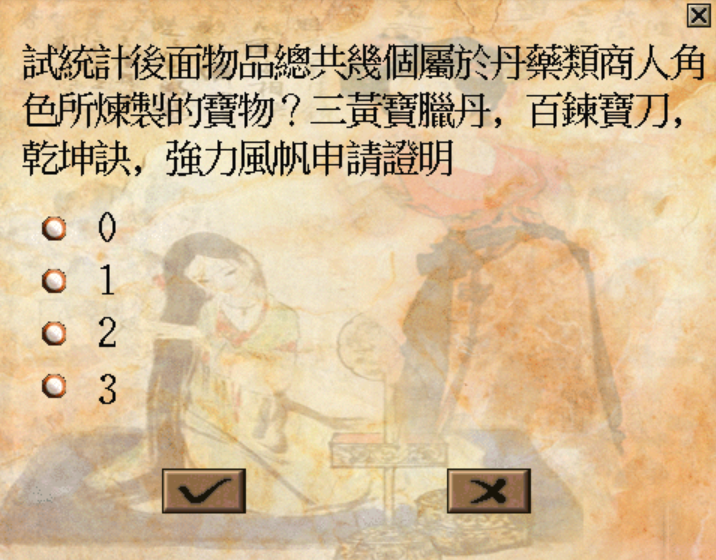 試統計後面物品總共幾個屬於丹藥類商人角
色所煉製的寶物？三黃寶臘丹，百鍊寶刀，
乾坤訣，強力風帆申請證明
0
1
2
3